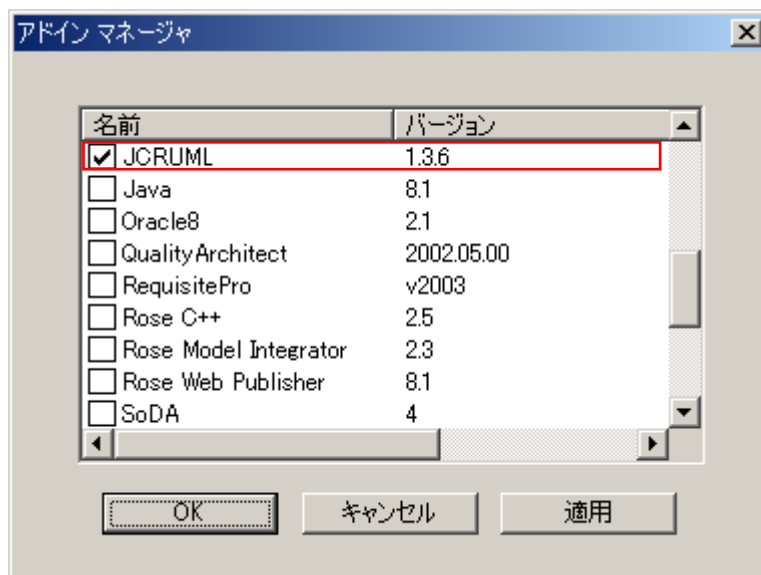 アドイン マネージャ
名前 バージョン
JCRUML 1.3.6
Java 8.1
Oracle8 2.1
QualityArchitect 2002.05.00
RequisitePro v2003
Rose C++ 2.5
Rose Model Integrator 2.3
Rose Web Publisher 8.1
SoDA 4
OK キャンセル 適用